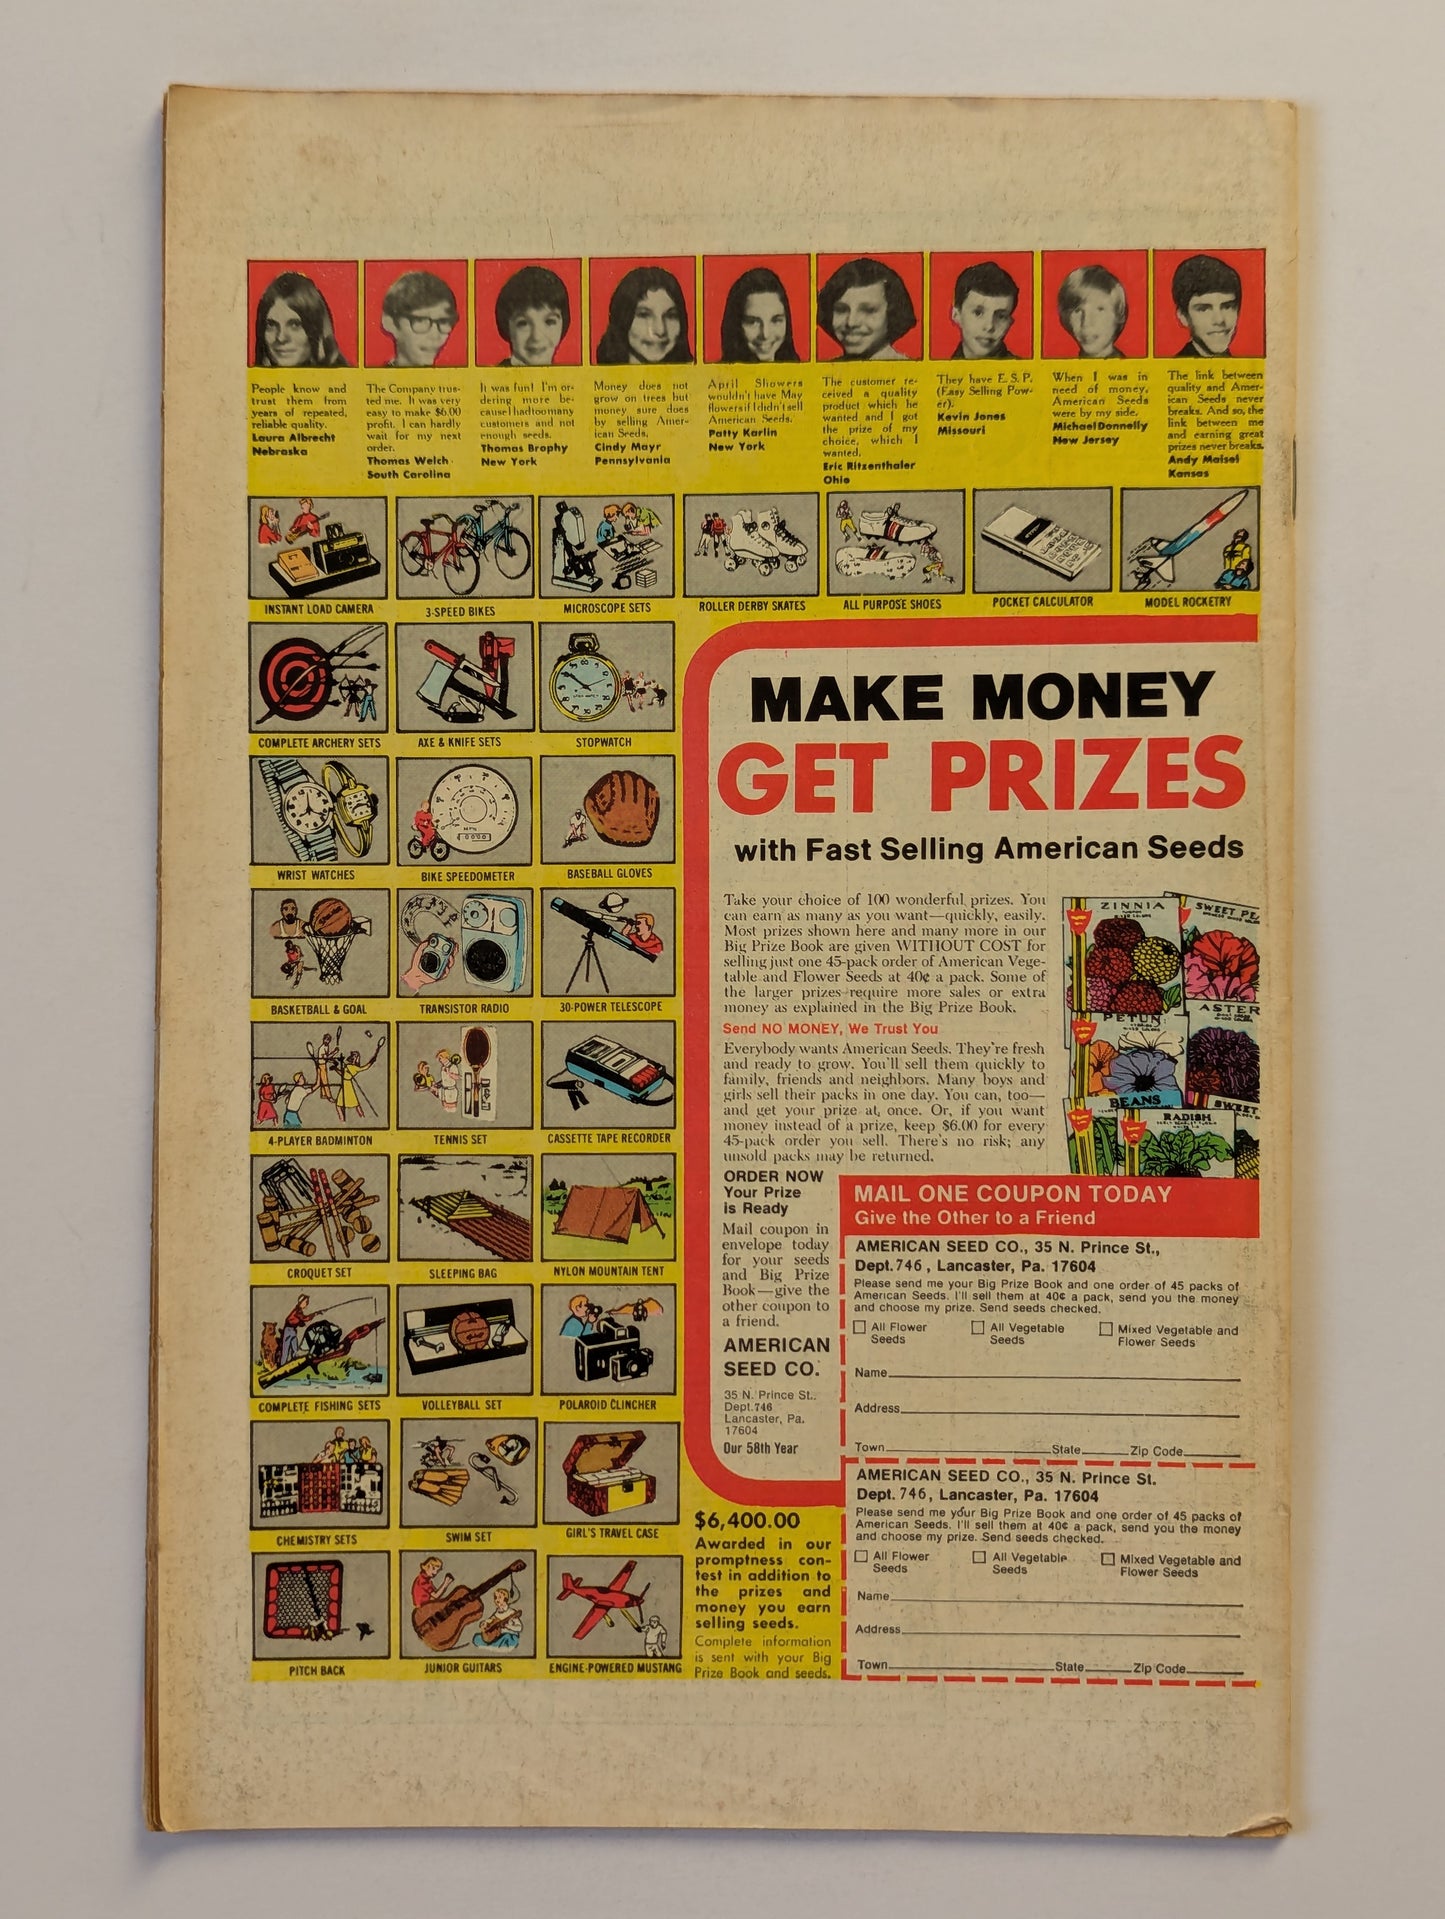 People know and
trust them from
years of repeated,
reliable quality.
Laura Albrecht
Nebraska
The Company trus-
ted me. It was very
easy to make $6.00
profit. I can hardly
wait for my next
order.
Thomas Welch
South Carolina
It was fun! I'm or-
dering more be-
cause I had too many
customers and not
enough seeds.
Thomas Brophy
New York
Money does not
grow on trees but
money sure does
by selling Amer-
ican Seeds.
Cindy Mayr
Pennsylvania
April Showers
wouldn't have May
flowers if I didn't sell
American Seeds.
Patty Karlin
New York
The customer re-
ceived a quality
product which he
wanted and I got
the prize of my
choice, which I
wanted.
Eric Ritzenthaler
Ohio
They have E.S.P.
(Easy Selling Pow-
er).
Kevin Jones
Missouri
When I was in
need of money,
American Seeds
were by my side.
Michael Donnelly
New Jersey
The link between
quality and Amer-
ican Seeds never
breaks. And so, the
link between me
and earning great
prizes never breaks.
Andy Maisel
Kansas
INSTANT LOAD CAMERA
3-SPEED BIKES
MICROSCOPE SETS
ROLLER DERBY SKATES
ALL PURPOSE SHOES
POCKET CALCULATOR
MODEL ROCKETRY
COMPLETE ARCHERY SETS
AXE & KNIFE SETS
STOPWATCH
WRIST WATCHES
BIKE SPEEDOMETER
BASEBALL GLOVES
BASKETBALL & GOAL
TRANSISTOR RADIO
30-POWER TELESCOPE
4-PLAYER BADMINTON
TENNIS SET
CASSETTE TAPE RECORDER
CROQUET SET
SLEEPING BAG
NYLON MOUNTAIN TENT
COMPLETE FISHING SETS
VOLLEYBALL SET
POLAROID CLINCHER
CHEMISTRY SETS
SWIM SET
GIRL'S TRAVEL CASE
PITCH BACK
JUNIOR GUITARS
ENGINE-POWERED MUSTANG
MAKE MONEY
GET PRIZES
with Fast Selling American Seeds
Take your choice of 100 wonderful prizes. You
can earn as many as you want—quickly, easily.
Most prizes shown here and many more in our
Big Prize Book are given WITHOUT COST for
selling just one 45-pack order of American Vege-
table and Flower Seeds at 40¢ a pack. Some of
the larger prizes require more sales or extra
money as explained in the Big Prize Book.
Send NO MONEY, We Trust You
Everybody wants American Seeds. They're fresh
and ready to grow. You'll sell them quickly to
family, friends and neighbors. Many boys and
girls sell their packs in one day. You can, too—
and get your prize at once. Or, if you want
money instead of a prize, keep $6.00 for every
45-pack order you sell. There's no risk; any
unsold packs may be returned.
ZINNIA
SWEET PE
ASTER
PETUN
BEANS
RADISH
SWEET
ORDER NOW
Your Prize
is Ready
Mail coupon in
envelope today
for your seeds
and Big Prize
Book—give the
other coupon to
a friend.
AMERICAN
SEED CO.
35 N. Prince St.,
Dept. 746
Lancaster, Pa.
17604
Our 58th Year
MAIL ONE COUPON TODAY
Give the Other to a Friend
AMERICAN SEED CO., 35 N. Prince St.,
Dept. 746, Lancaster, Pa. 17604
Please send me your Big Prize Book and one order of 45 packs of
American Seeds. I'll sell them at 40¢ a pack, send you the money
and choose my prize. Send seeds checked.
All Flower Seeds
All Vegetable Seeds
Mixed Vegetable and Flower Seeds
Name
Address
Town State Zip Code
AMERICAN SEED CO., 35 N. Prince St.
Dept. 746, Lancaster, Pa. 17604
Please send me your Big Prize Book and one order of 45 packs of
American Seeds. I'll sell them at 40¢ a pack, send you the money
and choose my prize. Send seeds checked.
All Flower Seeds
All Vegetable Seeds
Mixed Vegetable and Flower Seeds
Name
Address
Town State Zip Code
$6,400.00
Awarded in our
promptness con-
test in addition to
the prizes and
money you earn
selling seeds.
Complete information
is sent with your Big
Prize Book and seeds.